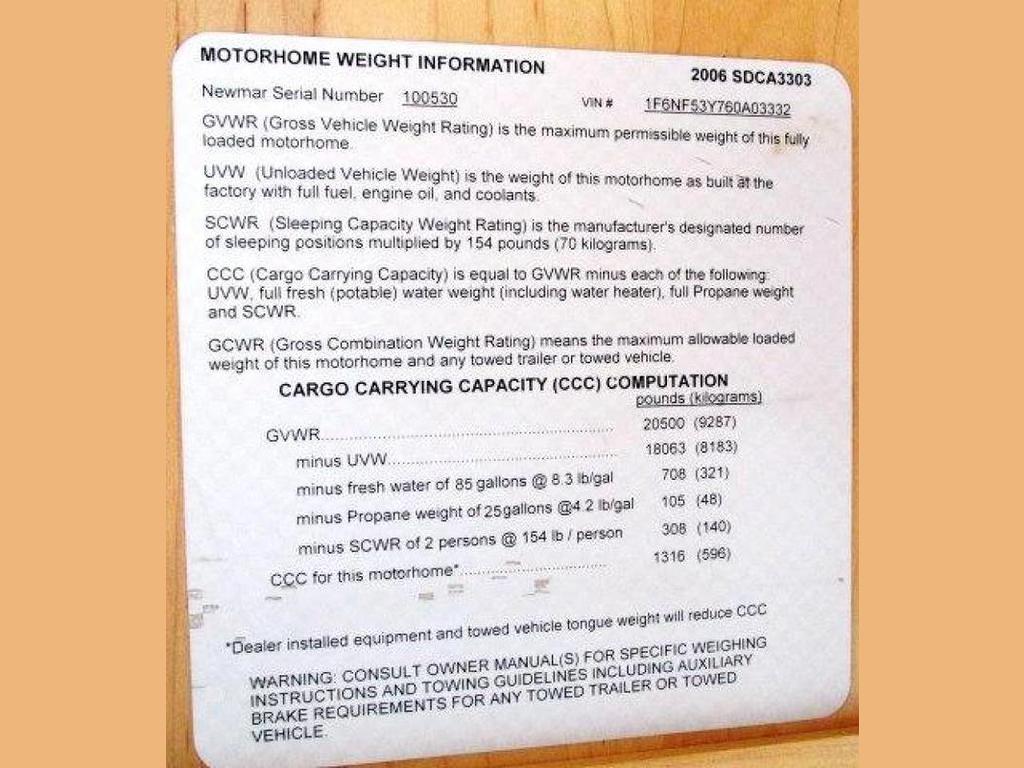 MOTORHOME WEIGHT INFORMATION 2006 SDCA3303
Newmar Serial Number 100530 VIN # 1F6NF53Y760A03332
GVWR (Gross Vehicle Weight Rating) is the maximum permissible weight of this fully
loaded motorhome.
UVW (Unloaded Vehicle Weight) is the weight of this motorhome as built at the
factory with full fuel, engine oil, and coolants.
SCWR (Sleeping Capacity Weight Rating) is the manufacturer's designated number
of sleeping positions multiplied by 154 pounds (70 kilograms).
CCC (Cargo Carrying Capacity) is equal to GVWR minus each of the following:
UVW, full fresh (potable) water weight (including water heater), full Propane weight
and SCWR.
GCWR (Gross Combination Weight Rating) means the maximum allowable loaded
weight of this motorhome and any towed trailer or towed vehicle.
CARGO CARRYING CAPACITY (CCC) COMPUTATION
pounds (kilograms)
GVWR........................................ 20500 (9287)
minus UVW................................ 18063 (8183)
minus fresh water of 85 gallons @ 8.3 lb/gal 708 (321)
minus Propane weight of 25 gallons @4.2 lb/gal 105 (48)
minus SCWR of 2 persons @ 154 lb / person 308 (140)
CCC for this motorhome*.................... 1316 (596)
*Dealer installed equipment and towed vehicle tongue weight will reduce CCC
WARNING: CONSULT OWNER MANUAL(S) FOR SPECIFIC WEIGHING
INSTRUCTIONS AND TOWING GUIDELINES INCLUDING AUXILIARY
BRAKE REQUIREMENTS FOR ANY TOWED TRAILER OR TOWED
VEHICLE.